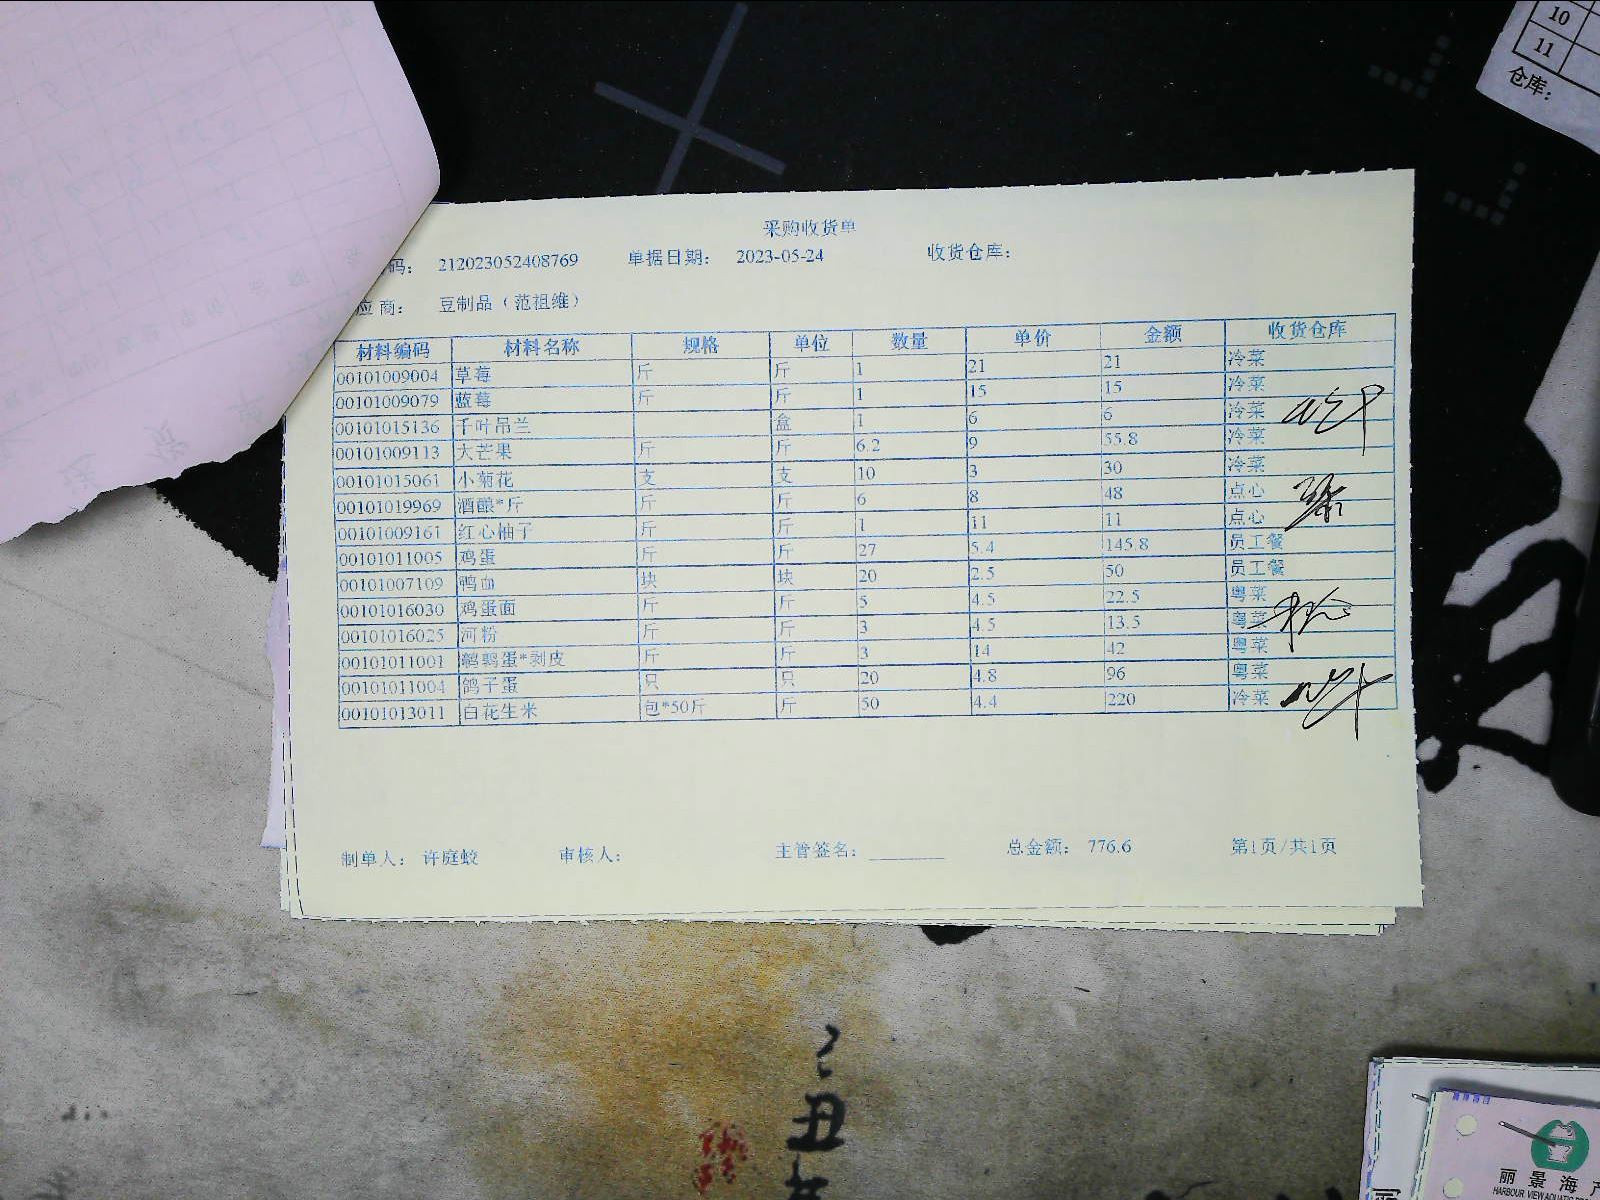 采购收货单
码： 212023052408769 单据日期： 2023-05-24 收货仓库：
应商： 豆制品（范祖维）
材料编码 材料名称 规格 单位 数量 单价 金额 收货仓库
00101009004 草莓 斤 斤 1 21 21 冷菜
00101009079 蓝莓 斤 斤 1 15 15 冷菜
00101015136 千叶吊兰 盒 1 6 6 冷菜
00101009113 大芒果 斤 斤 6.2 9 55.8 冷菜
00101015061 小菊花 支 支 10 3 30 冷菜
00101019969 酒酿*斤 斤 斤 6 8 48 点心
00101009161 红心柚子 斤 斤 1 11 11 点心
00101011005 鸡蛋 斤 斤 27 5.4 145.8 员工餐
00101007109 鸭血 块 块 20 2.5 50 员工餐
00101016030 鸡蛋面 斤 斤 5 4.5 22.5 粤菜
00101016025 河粉 斤 斤 3 4.5 13.5 粤菜
00101011001 鹌鹑蛋*剥皮 斤 斤 3 14 42 粤菜
00101011004 鸽子蛋 只 只 20 4.8 96 粤菜
00101013011 白花生米 包*50斤 斤 50 4.4 220 冷菜
制单人： 许庭蛟 审核人： 主管签名： 总金额： 776.6 第1页/共1页
10
11
仓库：
丑
丽景海产
HARBOUR VIEW AQUATIC